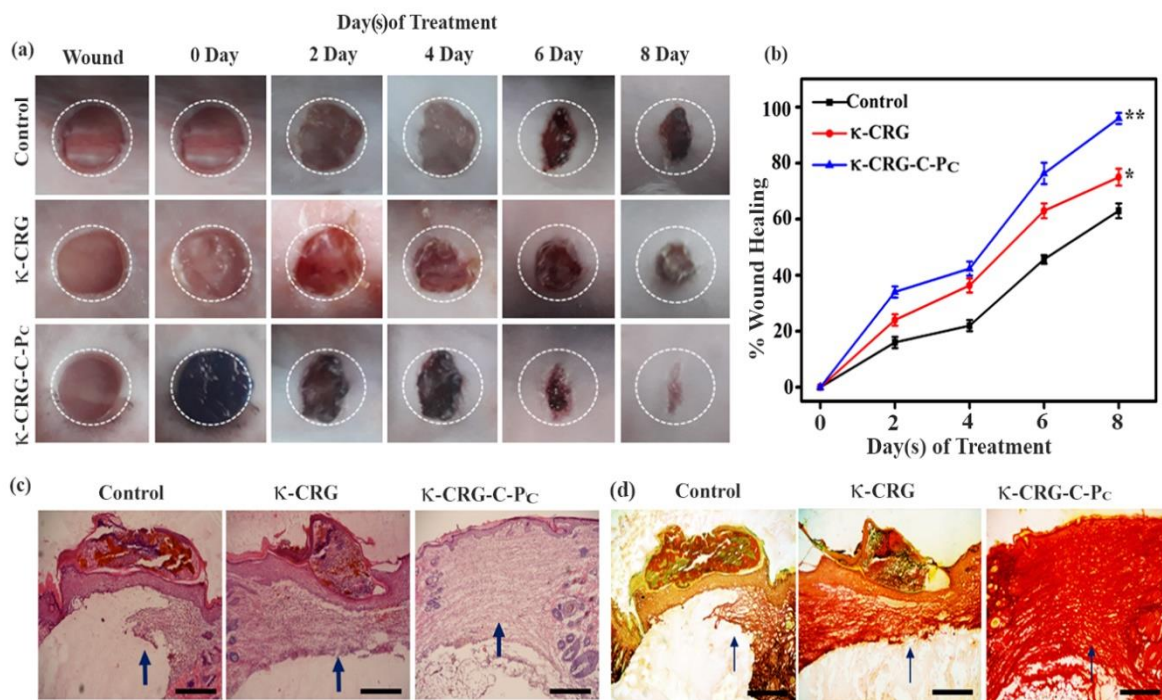 Day(s)of Treatment
(a)
Wound 0 Day 2 Day 4 Day 6 Day 8 Day
Control
κ-CRG
κ-CRG-C-Pc
(b)
100
80
60
40
20
0
% Wound Healing
Control
κ-CRG
κ-CRG-C-Pc
**
*
0 2 4 6 8
Day(s) of Treatment
(c)
Control κ-CRG κ-CRG-C-Pc
(d)
Control κ-CRG κ-CRG-C-Pc